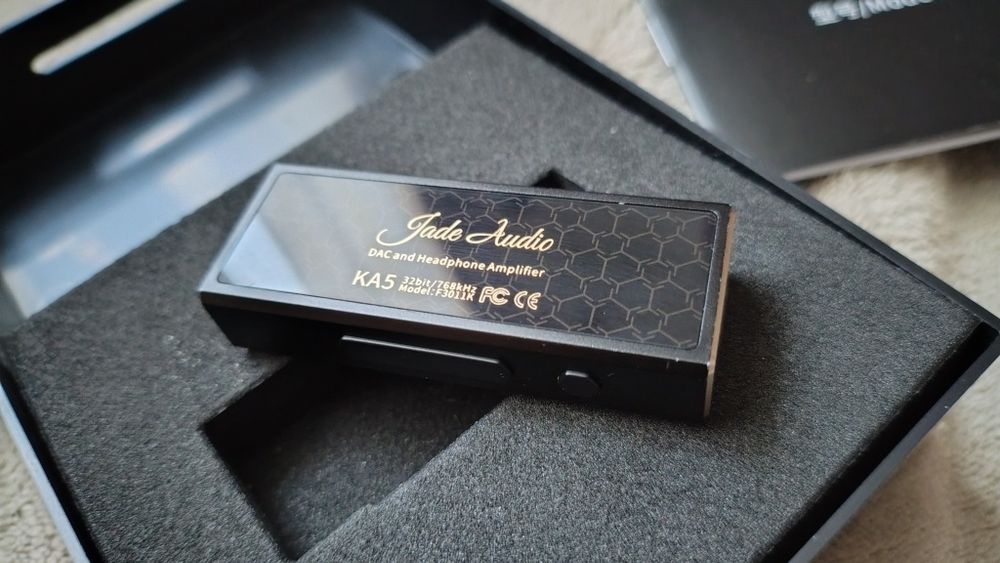 Jade Audio
DAC and Headphone Amplifier
KA5 32bit/768kHz
Model:F3011K FC CE